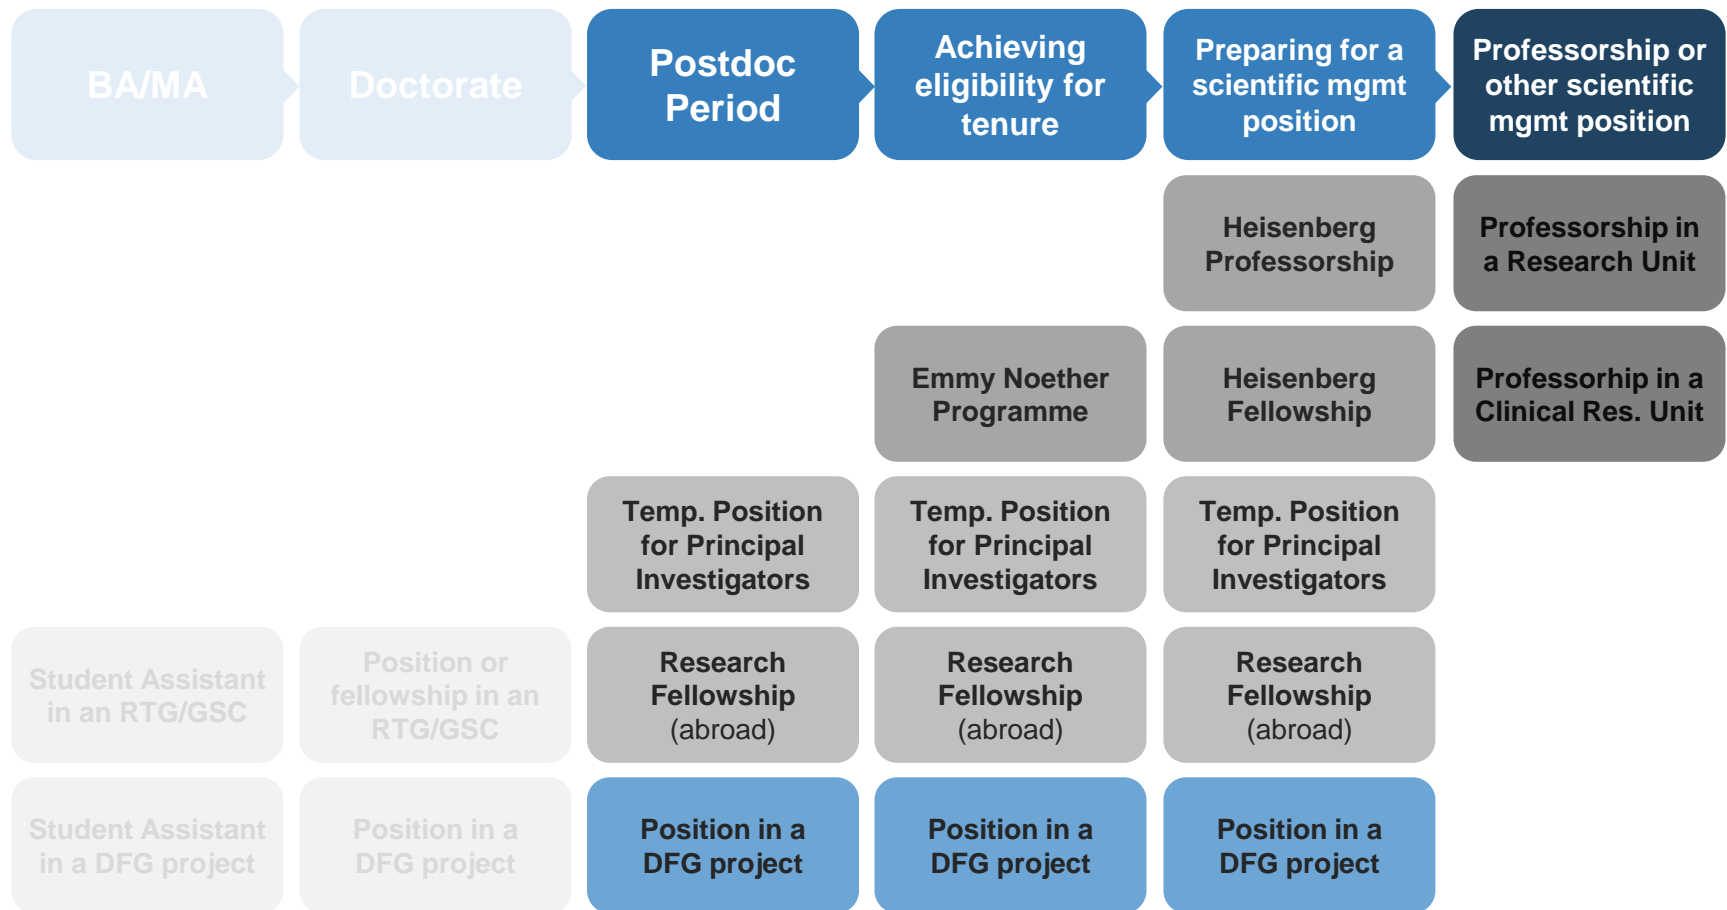 BA/MA
Doctorate
Postdoc
Period
Achieving
eligibility for
tenure
Preparing for a
scientific mgmt
position
Professorship or
other scientific
mgmt position
Heisenberg
Professorship
Professorship in
a Research Unit
Emmy Noether
Programme
Heisenberg
Fellowship
Professorhip in a
Clinical Res. Unit
Temp. Position
for Principal
Investigators
Temp. Position
for Principal
Investigators
Temp. Position
for Principal
Investigators
Student Assistant
in an RTG/GSC
Position or
fellowship in an
RTG/GSC
Research
Fellowship
(abroad)
Research
Fellowship
(abroad)
Research
Fellowship
(abroad)
Student Assistant
in a DFG project
Position in a
DFG project
Position in a
DFG project
Position in a
DFG project
Position in a
DFG project